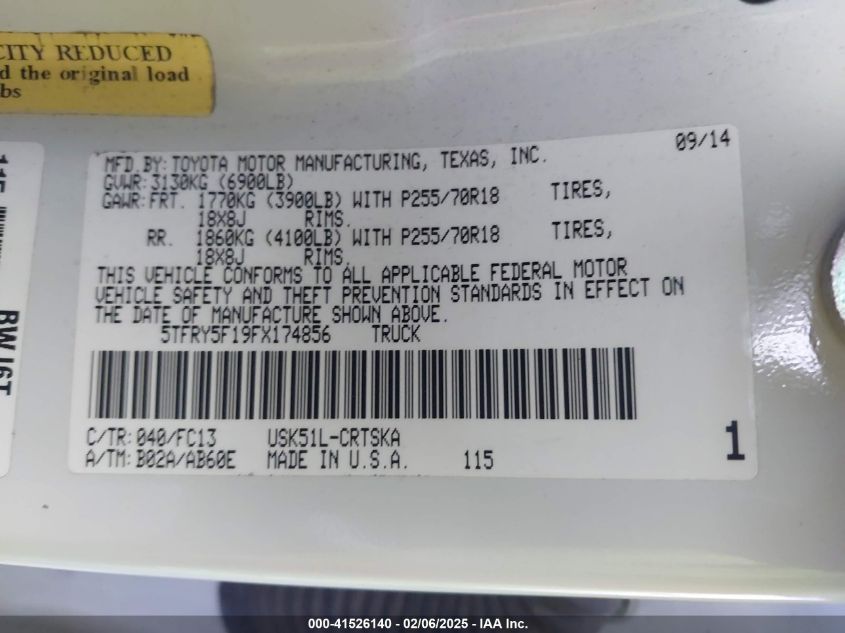 CITY REDUCED
d the original load
bs
09/14
MFD BY: TOYOTA MOTOR MANUFACTURING, TEXAS, INC.
GVWR: 3130KG (6900LB)
GAWR: FRT. 1770KG (3900LB) WITH P255/70R18 TIRES,
18X8J RIMS.
RR. 1860KG (4100LB) WITH P255/70R18 TIRES,
18X8J RIMS.
THIS VEHICLE CONFORMS TO ALL APPLICABLE FEDERAL MOTOR
VEHICLE SAFETY AND THEFT PREVENTION STANDARDS IN EFFECT ON
THE DATE OF MANUFACTURE SHOWN ABOVE.
5TFRY5F19FX174856 TRUCK
C/TR: 040/FC13 USK51L-CRTSKA
A/TM: B02A/AB60E MADE IN U.S.A. 115
1
115
000-41526140 - 02/06/2025 - IAA Inc.